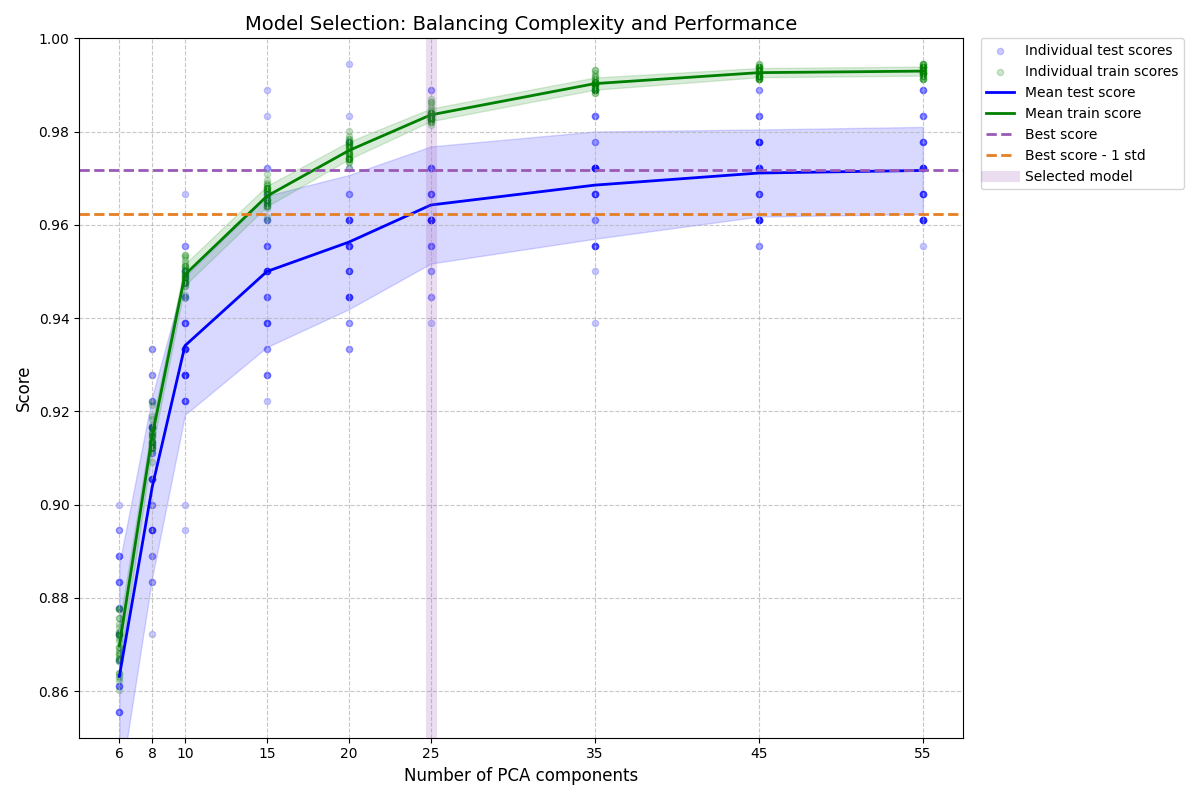 Model Selection: Balancing Complexity and Performance
1.00
0.98
0.96
0.94
0.92
0.90
0.88
0.86
Score
6 8 10 15 20 25 35 45 55
Number of PCA components
Individual test scores
Individual train scores
Mean test score
Mean train score
Best score
Best score - 1 std
Selected model